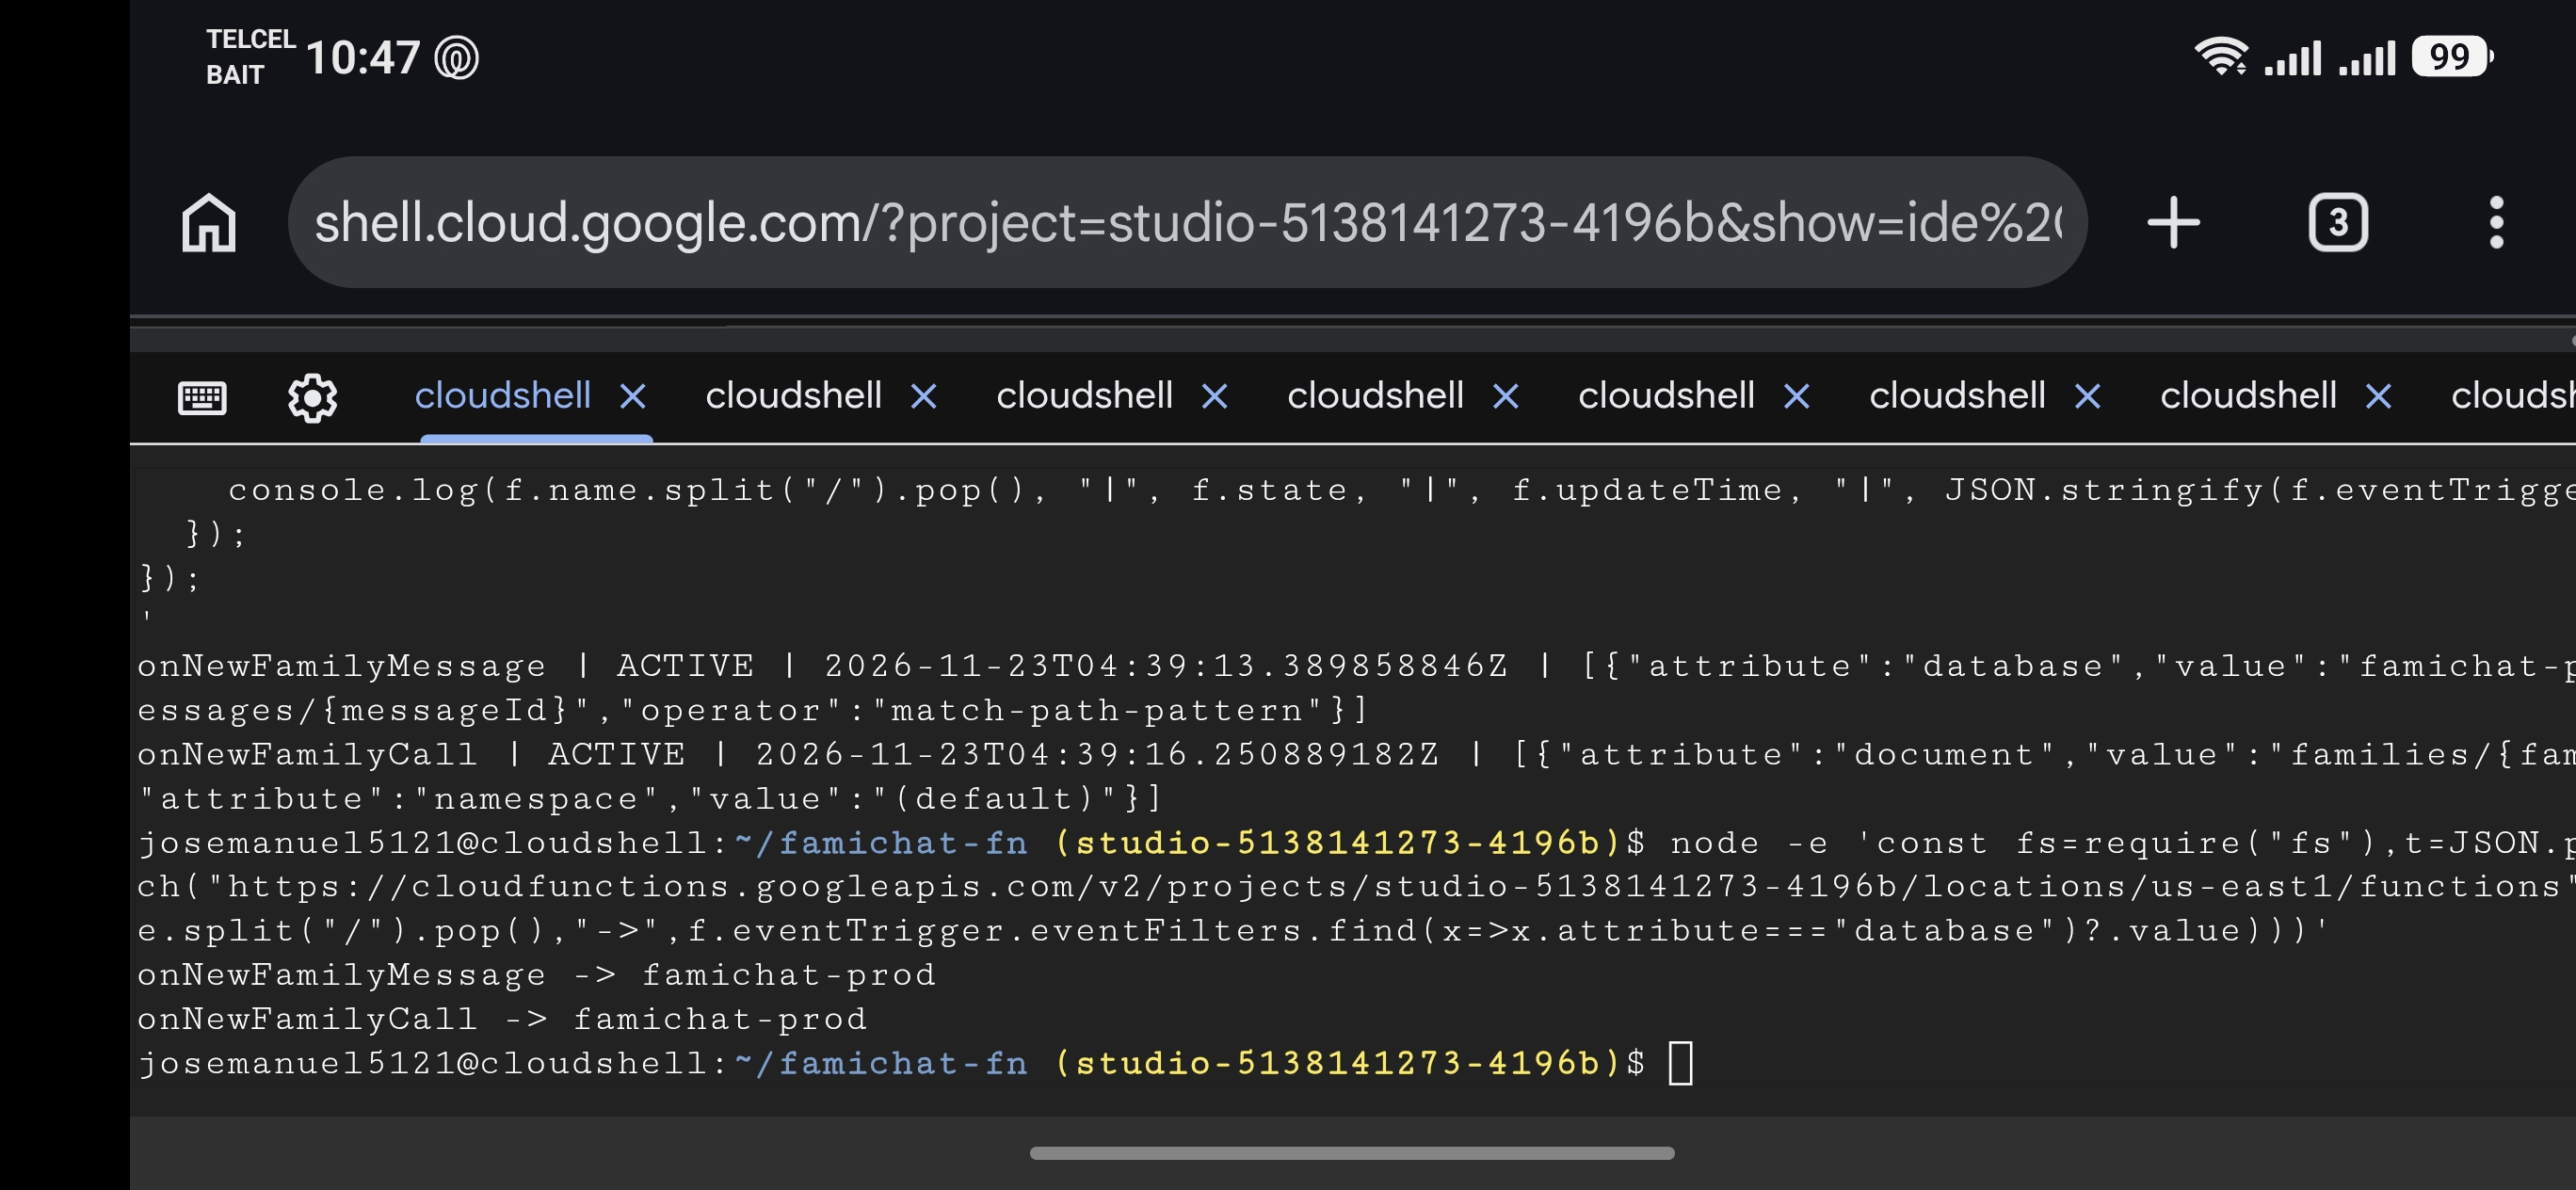 TELCEL
BAIT
10:47
99
shell.cloud.google.com/?project=studio-5138141273-4196b&show=ide%2
3
cloudshell cloudshell cloudshell cloudshell cloudshell cloudshell cloudshell clouds
    console.log(f.name.split("/").pop(), "|", f.state, "|", f.updateTime, "|", JSON.stringify(f.eventTrigge
  });
});
'
onNewFamilyMessage | ACTIVE | 2026-11-23T04:39:13.389858846Z | [{"attribute":"database","value":"famichat-p
essages/{messageId}","operator":"match-path-pattern"}]
onNewFamilyCall | ACTIVE | 2026-11-23T04:39:16.250889182Z | [{"attribute":"document","value":"families/{fam
"attribute":"namespace","value":"(default)"}]
josemanuel5121@cloudshell:~/famichat-fn (studio-5138141273-4196b)$ node -e 'const fs=require("fs"),t=JSON.p
ch("https://cloudfunctions.googleapis.com/v2/projects/studio-5138141273-4196b/locations/us-east1/functions"
e.split("/").pop(),"->",f.eventTrigger.eventFilters.find(x=>x.attribute==="database")?.value)))'
onNewFamilyMessage -> famichat-prod
onNewFamilyCall -> famichat-prod
josemanuel5121@cloudshell:~/famichat-fn (studio-5138141273-4196b)$